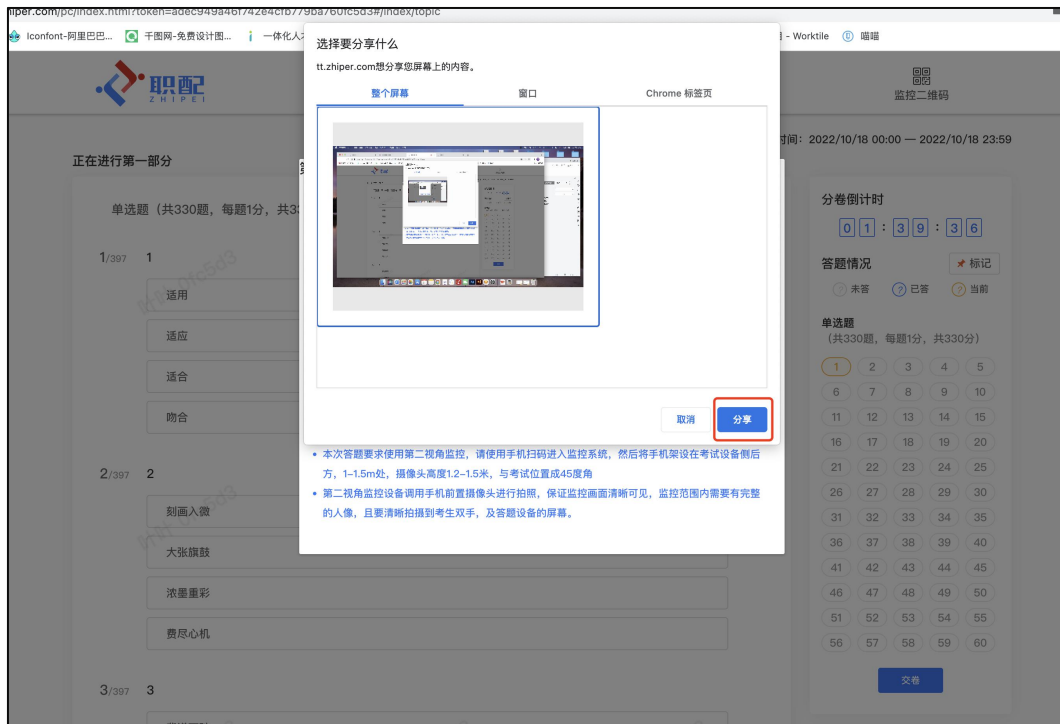 hiper.com/pc/index.html?token=adec949a46f742e4cfb779ba760fc5d3#/index/topic
Iconfont-阿里巴巴... 千图网-免费设计图... 一体化人 - Worktile 喵喵
选择要分享什么
tt.zhiper.com想分享您屏幕上的内容。
整个屏幕 窗口 Chrome 标签页
职配
ZHIPEI
监控二维码
时间：2022/10/18 00:00 — 2022/10/18 23:59
正在进行第一部分
单选题（共330题，每题1分，共33
1/397 1
适用
适应
适合
吻合
2/397 2
刻画入微
大张旗鼓
浓墨重彩
费尽心机
3/397 3
取消 分享
• 本次答题要求使用第二视角监控，请使用手机扫码进入监控系统，然后将手机架设在考试设备侧后
方，1-1.5m处，摄像头高度1.2-1.5米，与考试位置成45度角
• 第二视角监控设备调用手机前置摄像头进行拍照，保证监控画面清晰可见，监控范围内需要有完整
的人像，且要清晰拍摄到考生双手，及答题设备的屏幕。
分卷倒计时
01:39:36
答题情况 标记
? 未答 ? 已答 ? 当前
单选题
（共330题，每题1分，共330分）
1 2 3 4 5
6 7 8 9 10
11 12 13 14 15
16 17 18 19 20
21 22 23 24 25
26 27 28 29 30
31 32 33 34 35
36 37 38 39 40
41 42 43 44 45
46 47 48 49 50
51 52 53 54 55
56 57 58 59 60
交卷